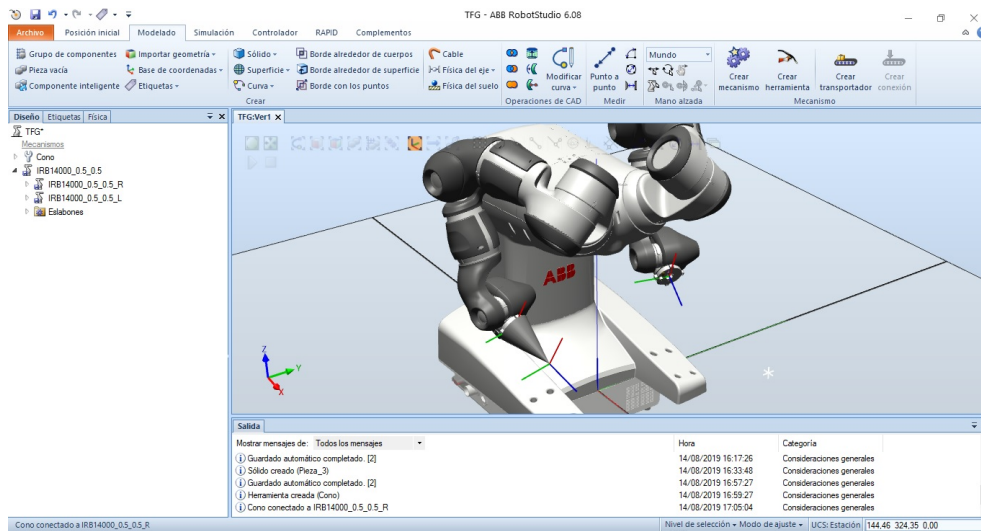 TFG - ABB RobotStudio 6.08
Archivo Posición inicial Modelado Simulación Controlador RAPID Complementos
Grupo de componentes
Pieza vacía
Componente inteligente
Importar geometría
Base de coordenadas
Etiquetas
Sólido
Superficie
Curva
Borde alrededor de cuerpos
Borde alrededor de superficie
Borde con los puntos
Cable
Física del eje
Física del suelo
Modificar curva
Punto a punto
Mundo
Crear mecanismo
Crear herramienta
Crear transportador
Crear conexión
Crear Operaciones de CAD Medir Mano alzada Mecanismo
Diseño Etiquetas Física
TFG:Ver1
TFG*
Mecanismos
Cono
IRB14000_0.5_0.5
IRB14000_0.5_0.5_R
IRB14000_0.5_0.5_L
Eslabones
ABB
Z
Y
X
Salida
Mostrar mensajes de: Todos los mensajes Hora Categoría
Guardado automático completado. [2] 14/08/2019 16:17:26 Consideraciones generales
Sólido creado (Pieza_3) 14/08/2019 16:33:48 Consideraciones generales
Guardado automático completado. [2] 14/08/2019 16:57:27 Consideraciones generales
Herramienta creada (Cono) 14/08/2019 16:59:27 Consideraciones generales
Cono conectado a IRB14000_0.5_0.5_R 14/08/2019 17:05:04 Consideraciones generales
Cono conectado a IRB14000_0.5_0.5_R Nivel de selección Modo de ajuste UCS: Estación 144,46 324,35 0,00